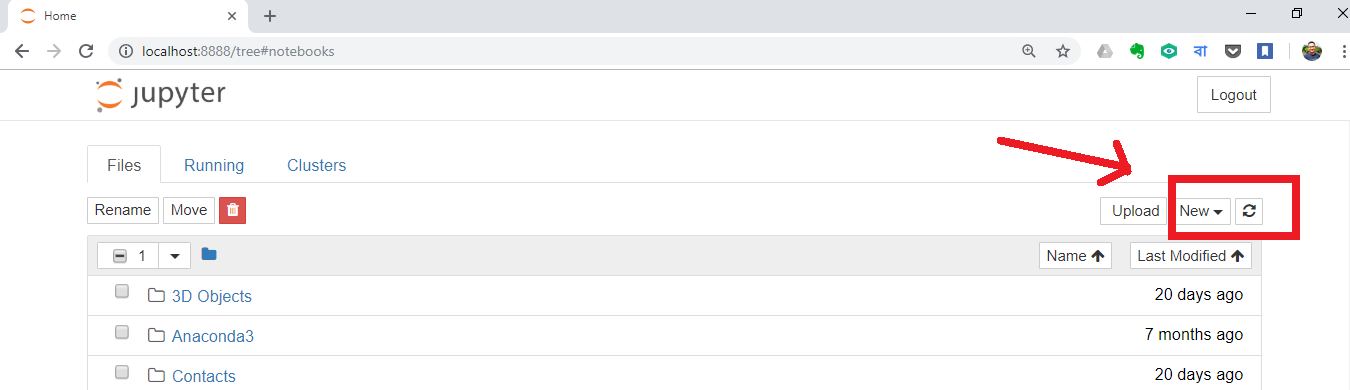 Home
localhost:8888/tree#notebooks
বা
jupyter
Logout
Files Running Clusters
Rename Move Upload New
1 Name Last Modified
3D Objects 20 days ago
Anaconda3 7 months ago
Contacts 20 days ago